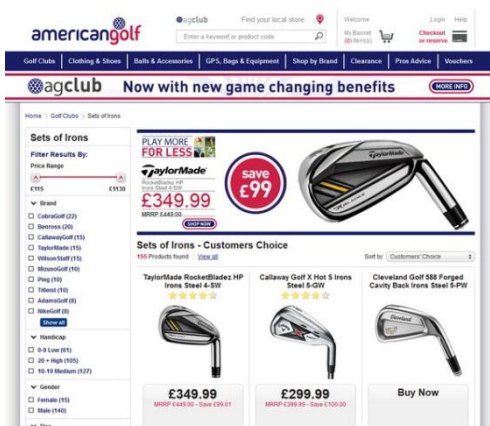 americangolf
agclub
Find your local store
Welcome
Login Help
Enter a keyword or product code
My Basket
(0) item(s)
Checkout
or reserve
Golf Clubs
Clothing & Shoes
Balls & Accessories
GPS, Bags & Equipment
Shop by Brand
Clearance
Pros Advice
Vouchers
agclub Now with new game changing benefits
MORE INFO
Home > Golf Clubs > Sets of Irons
Sets of Irons
Filter Results By:
Price Range
£115 £1130
Brand
CobraGolf (22)
Benross (20)
CallawayGolf (15)
TaylorMade (15)
WilsonStaff (15)
MizunoGolf (10)
Ping (10)
Titleist (10)
AdamsGolf (8)
NikeGolf (8)
Show all
Handicap
0-9 Low (61)
20 + High (105)
10-19 Medium (127)
Gender
Female (15)
Male (140)
PLAY MORE
FOR LESS
TaylorMade
RocketBladez HP
Irons Steel 4-SW
£349.99
MRRP £449.00
SHOP NOW
save
£99
Sets of Irons - Customers Choice
155 Products found View all
Sort by: Customers' Choice
TaylorMade RocketBladez HP
Irons Steel 4-SW
£349.99
MRRP £449.00 - Save £99.01
Callaway Golf X Hot S Irons
Steel 5-GW
£299.99
MRRP £399.99 - Save £100.00
Cleveland Golf 588 Forged
Cavity Back Irons Steel 5-PW
Cleveland
Buy Now